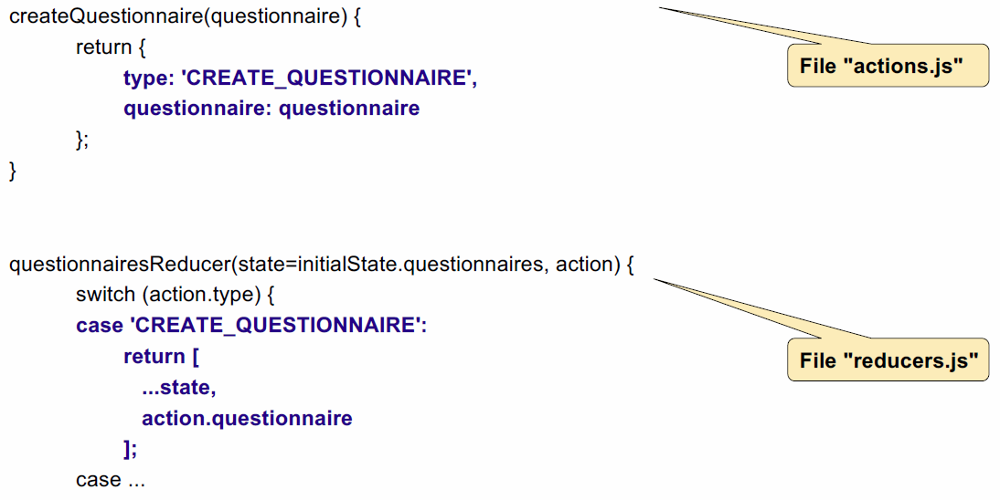 createQuestionnaire(questionnaire) {
return {
type: 'CREATE_QUESTIONNAIRE',
questionnaire: questionnaire
};
}
File "actions.js"
questionnairesReducer(state=initialState.questionnaires, action) {
switch (action.type) {
case 'CREATE_QUESTIONNAIRE':
return [
...state,
action.questionnaire
];
case ...
File "reducers.js"